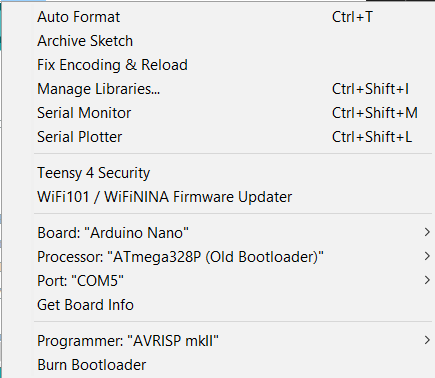 Auto Format Ctrl+T
Archive Sketch
Fix Encoding & Reload
Manage Libraries... Ctrl+Shift+I
Serial Monitor Ctrl+Shift+M
Serial Plotter Ctrl+Shift+L
Teensy 4 Security
WiFi101 / WiFiNINA Firmware Updater
Board: "Arduino Nano"
Processor: "ATmega328P (Old Bootloader)"
Port: "COM5"
Get Board Info
Programmer: "AVRISP mkII"
Burn Bootloader